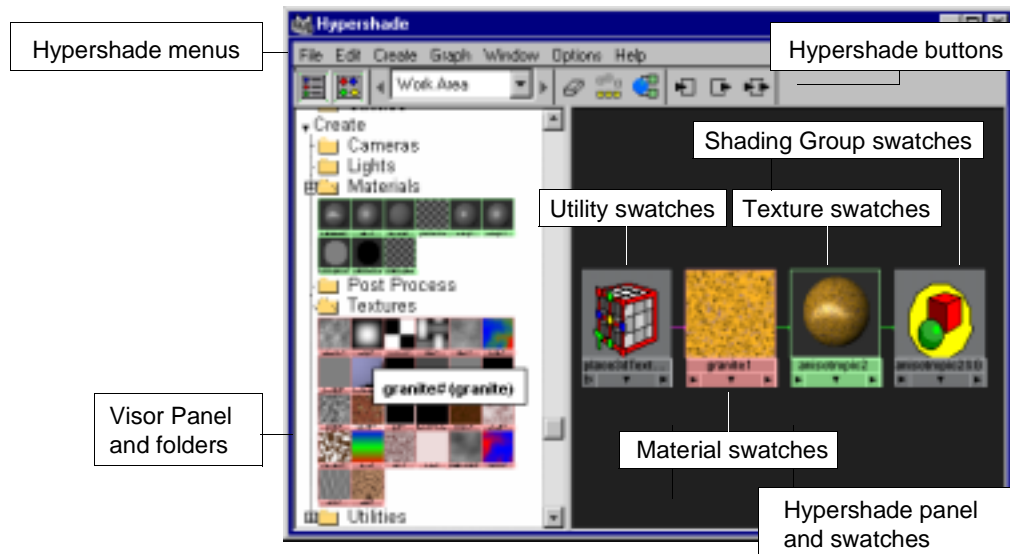 Hypershade
Hypershade menus
Hypershade buttons
File Edit Create Graph Window Options Help
Work Area
Create
Cameras
Lights
Materials
Post Process
Textures
granite# (granite)
Utilities
Shading Group swatches
Utility swatches
Texture swatches
place3dText...
granite1
anisotropic2
anisotropic2SG
Visor Panel
and folders
Material swatches
Hypershade panel
and swatches